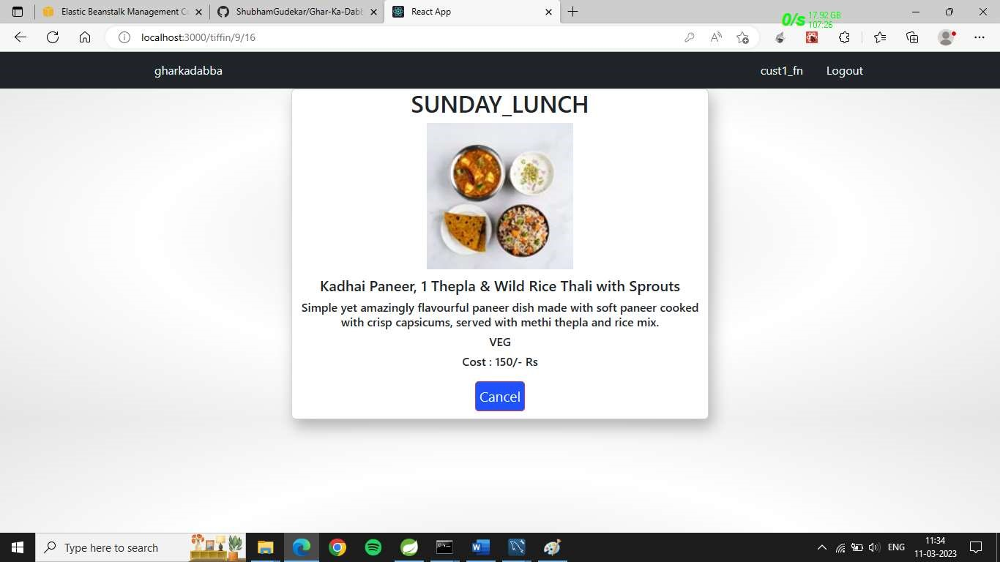 Elastic Beanstalk Management Co
ShubhamGudekar/Ghar-Ka-Dabb
React App
0/s 17.92 GB
107:26
localhost:3000/tiffin/9/16
gharkadabba
cust1_fn
Logout
SUNDAY_LUNCH
Kadhai Paneer, 1 Thepla & Wild Rice Thali with Sprouts
Simple yet amazingly flavourful paneer dish made with soft paneer cooked
with crisp capsicums, served with methi thepla and rice mix.
VEG
Cost : 150/- Rs
Cancel
Type here to search
ENG
11:34
11-03-2023